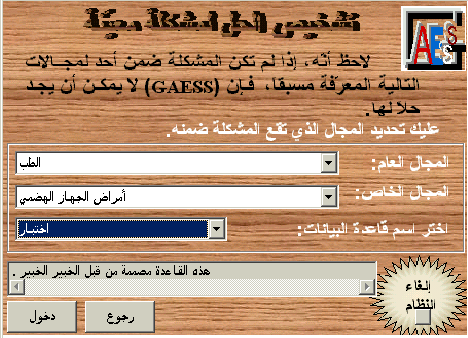 تشخيص الحل لمشكلة معينة
GAESS
لاحظ أنه، إذا لم تكن المشكلة ضمن أحد لمجالات
التالية المعرّفة مسبقاً، فإن (GAESS) لا يمكن أن يجد
حلا لها.
عليك تحديد المجال الذي تقع المشكلة ضمنه.
المجال العام: الطب
المجال الخاص: أمراض الجهاز الهضمي
اختر اسم قاعدة البيانات: اختبار
هذه القاعدة مصممة من قبل الخبير الخبير .
إلغاء
النظام
رجوع
دخول